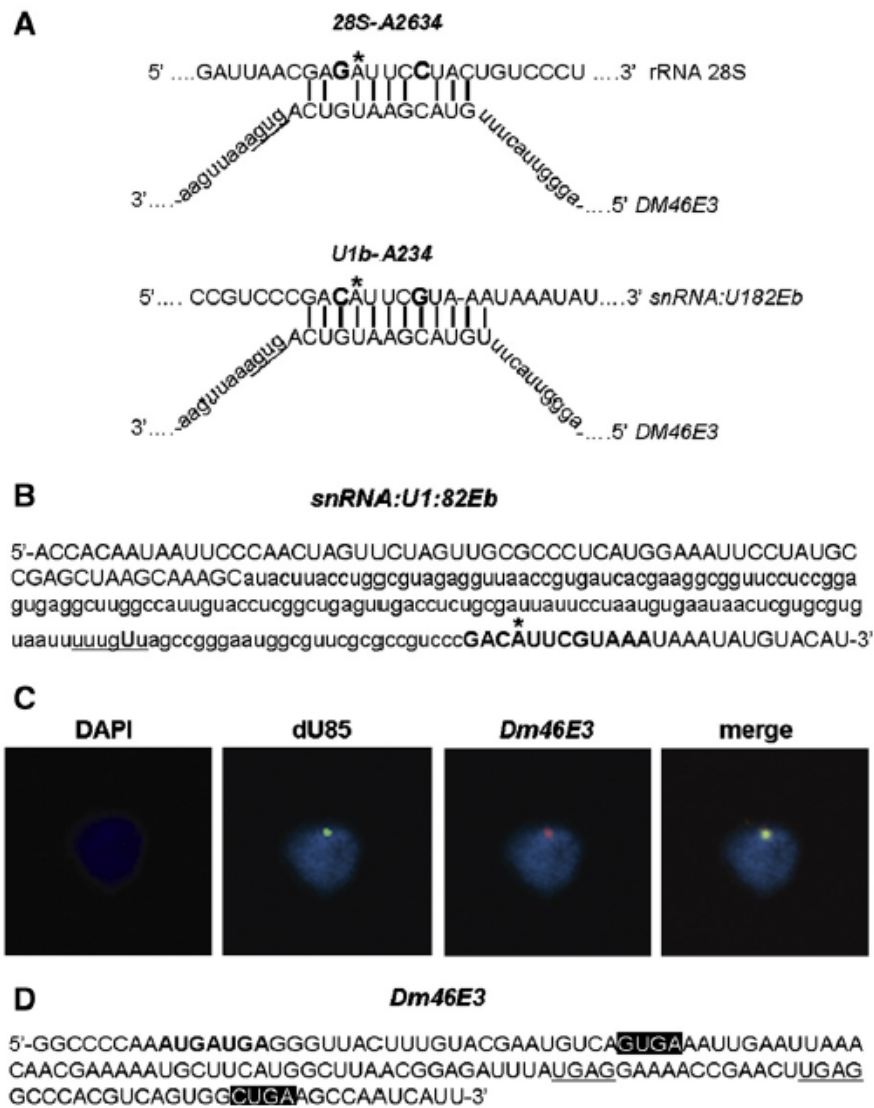 A
28S-A2634
*
5' ....GAUUAACGAGAUUCCUACUGUCCCU ....3' rRNA 28S
ACUGUAAGCAUG
aaguuaaagug
uuucauuggga
3'....- -....5' DM46E3
U1b-A234
*
5'.... CCGUCCCGACAUUCGUA-AAUAAAUAU....3' snRNA:U182Eb
ACUGUAAGCAUGU
aaguuaaagug
uucauuggga
3'....- -....5' DM46E3
B
snRNA:U1:82Eb
5'-ACCACAAUAAUUCCCAACUAGUUCUAGUUGCGCCCUCAUGGAAAUUCCUAUGC
CGAGCUAAGCAAAGCauacuuaccuggcguagagguuaaccgugaucacgaaggcgguuccuccgga
gugaggcuuggccauuguaccucggcugaguugaccucugcgauuauuccuaaugugaauaacucgugcgug
*
uaauuuuugUuagccgggaauggcguucgcgccgucccGACAUUCGUAAAUAAAUAUGUACAU-3'
C
DAPI dU85 Dm46E3 merge
D
Dm46E3
5'-GGCCCCAAAUGAUGAGGGUUACUUUGUACGAAUGUCAGUGAAAUUGAAUUAAA
CAACGAAAAAUGCUUCAUGGCUUAACGGAGAUUUAUGAGGAAAACCGAACUUGAG
GCCCACGUCAGUGGCUGAAGCCAAUCAUU-3'